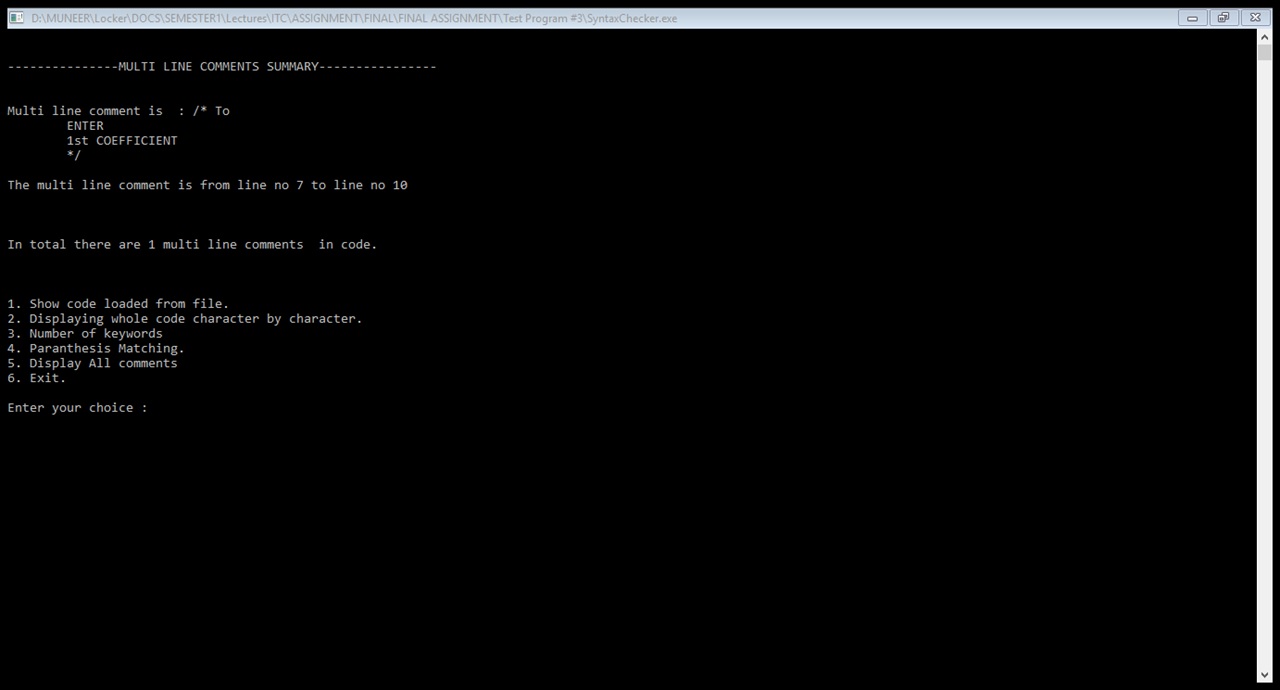 D:\MUNEER\Locker\DOCS\SEMESTER1\Lectures\ITC\ASSIGNMENT\FINAL\FINAL ASSIGNMENT\Test Program #3\SyntaxChecker.exe
---------------MULTI LINE COMMENTS SUMMARY----------------
Multi line comment is  : /* To
ENTER
1st COEFFICIENT
*/
The multi line comment is from line no 7 to line no 10
In total there are 1 multi line comments  in code.
1. Show code loaded from file.
2. Displaying whole code character by character.
3. Number of keywords
4. Paranthesis Matching.
5. Display All comments
6. Exit.
Enter your choice :